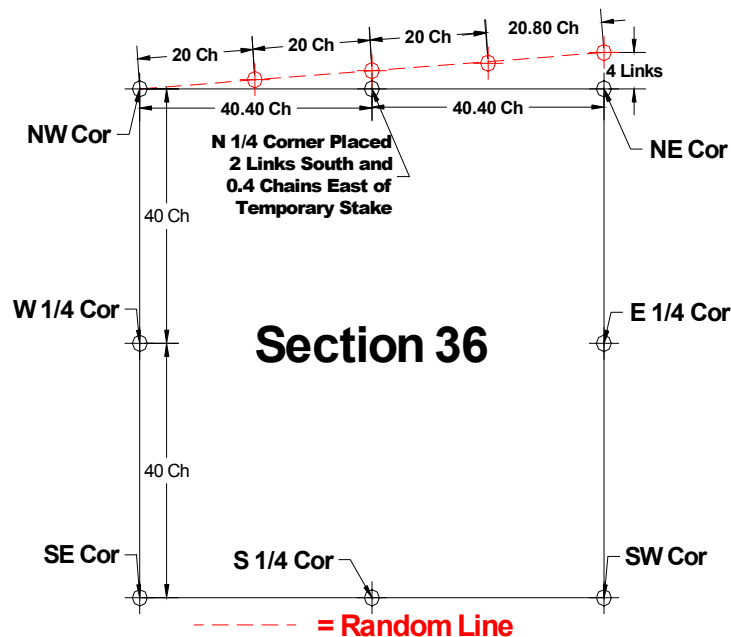 20 Ch
20 Ch
20 Ch
20.80 Ch
4 Links
40.40 Ch
40.40 Ch
NW Cor
NE Cor
N 1/4 Corner Placed
2 Links South and
0.4 Chains East of
Temporary Stake
40 Ch
W 1/4 Cor
E 1/4 Cor
Section 36
40 Ch
SE Cor
S 1/4 Cor
SW Cor
= Random Line